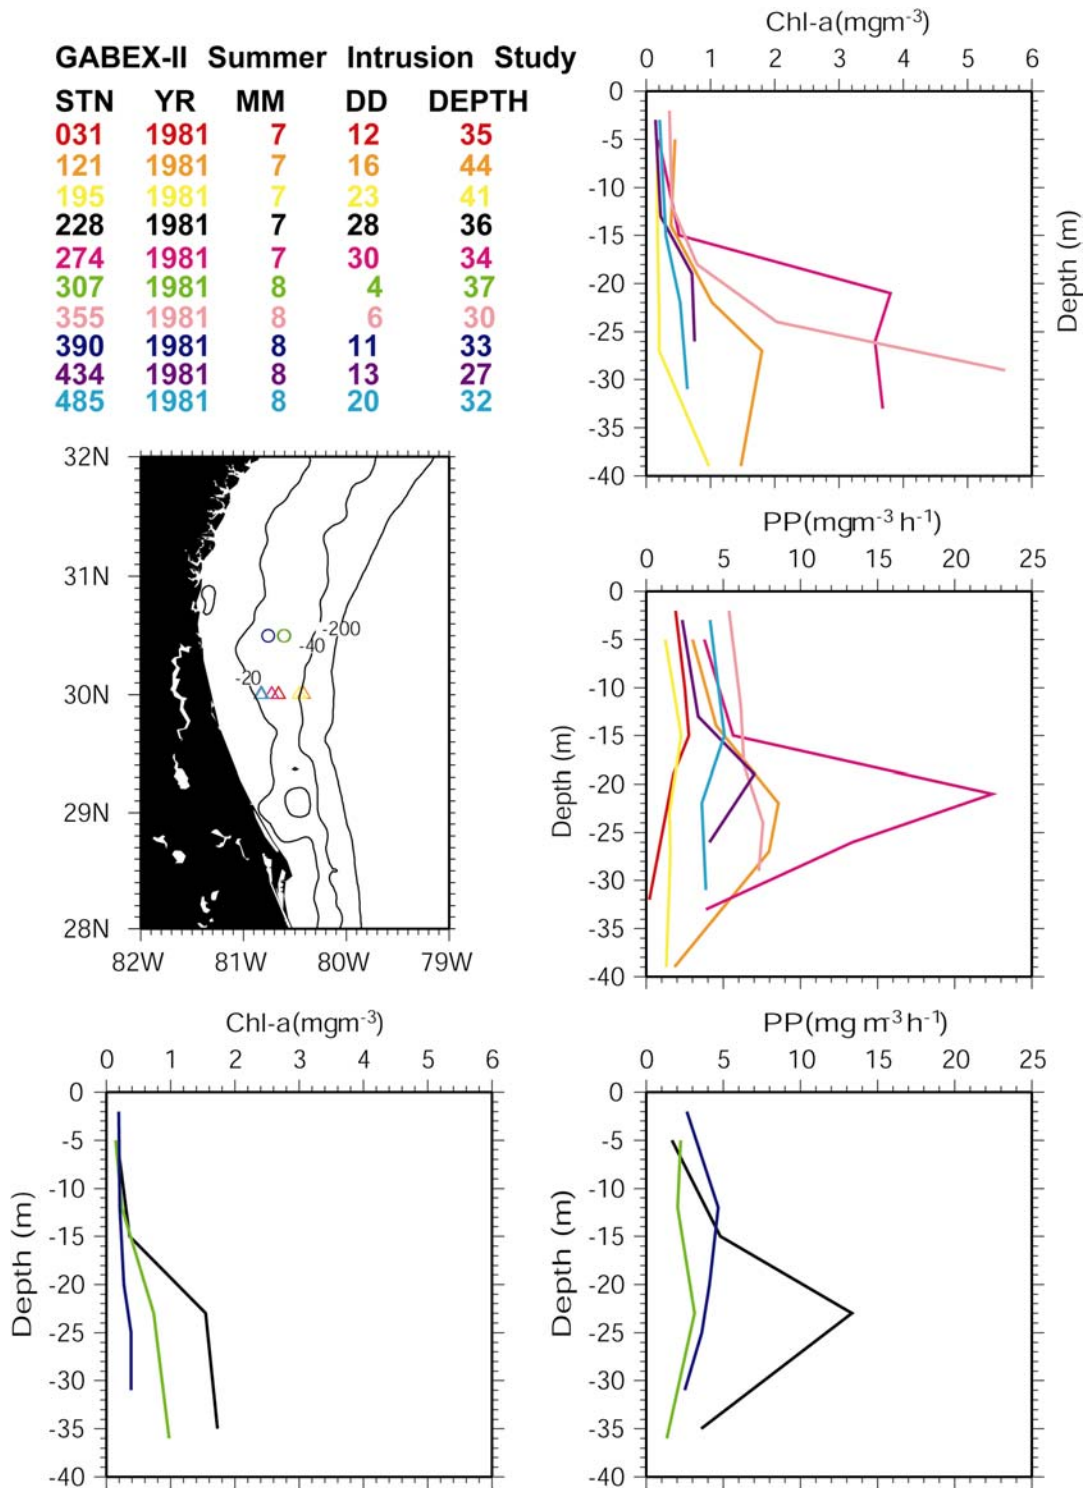 GABEX-II Summer Intrusion Study
STN YR MM DD DEPTH
031 1981 7 12 35
121 1981 7 16 44
195 1981 7 23 41
228 1981 7 28 36
274 1981 7 30 34
307 1981 8 4 37
355 1981 8 6 30
390 1981 8 11 33
434 1981 8 13 27
485 1981 8 20 32
Chl-a(mgm-3)
0 1 2 3 4 5 6
0
-5
-10
-15
-20
-25
-30
-35
-40
Depth (m)
32N
31N
30N
29N
28N
82W 81W 80W 79W
-200
-40
-20
PP(mgm-3 h-1)
0 5 10 15 20 25
0
-5
-10
-15
-20
-25
-30
-35
-40
Depth (m)
Chl-a(mgm-3)
0 1 2 3 4 5 6
0
-5
-10
-15
-20
-25
-30
-35
-40
Depth (m)
PP(mg m-3 h-1)
0 5 10 15 20 25
0
-5
-10
-15
-20
-25
-30
-35
-40
Depth (m)